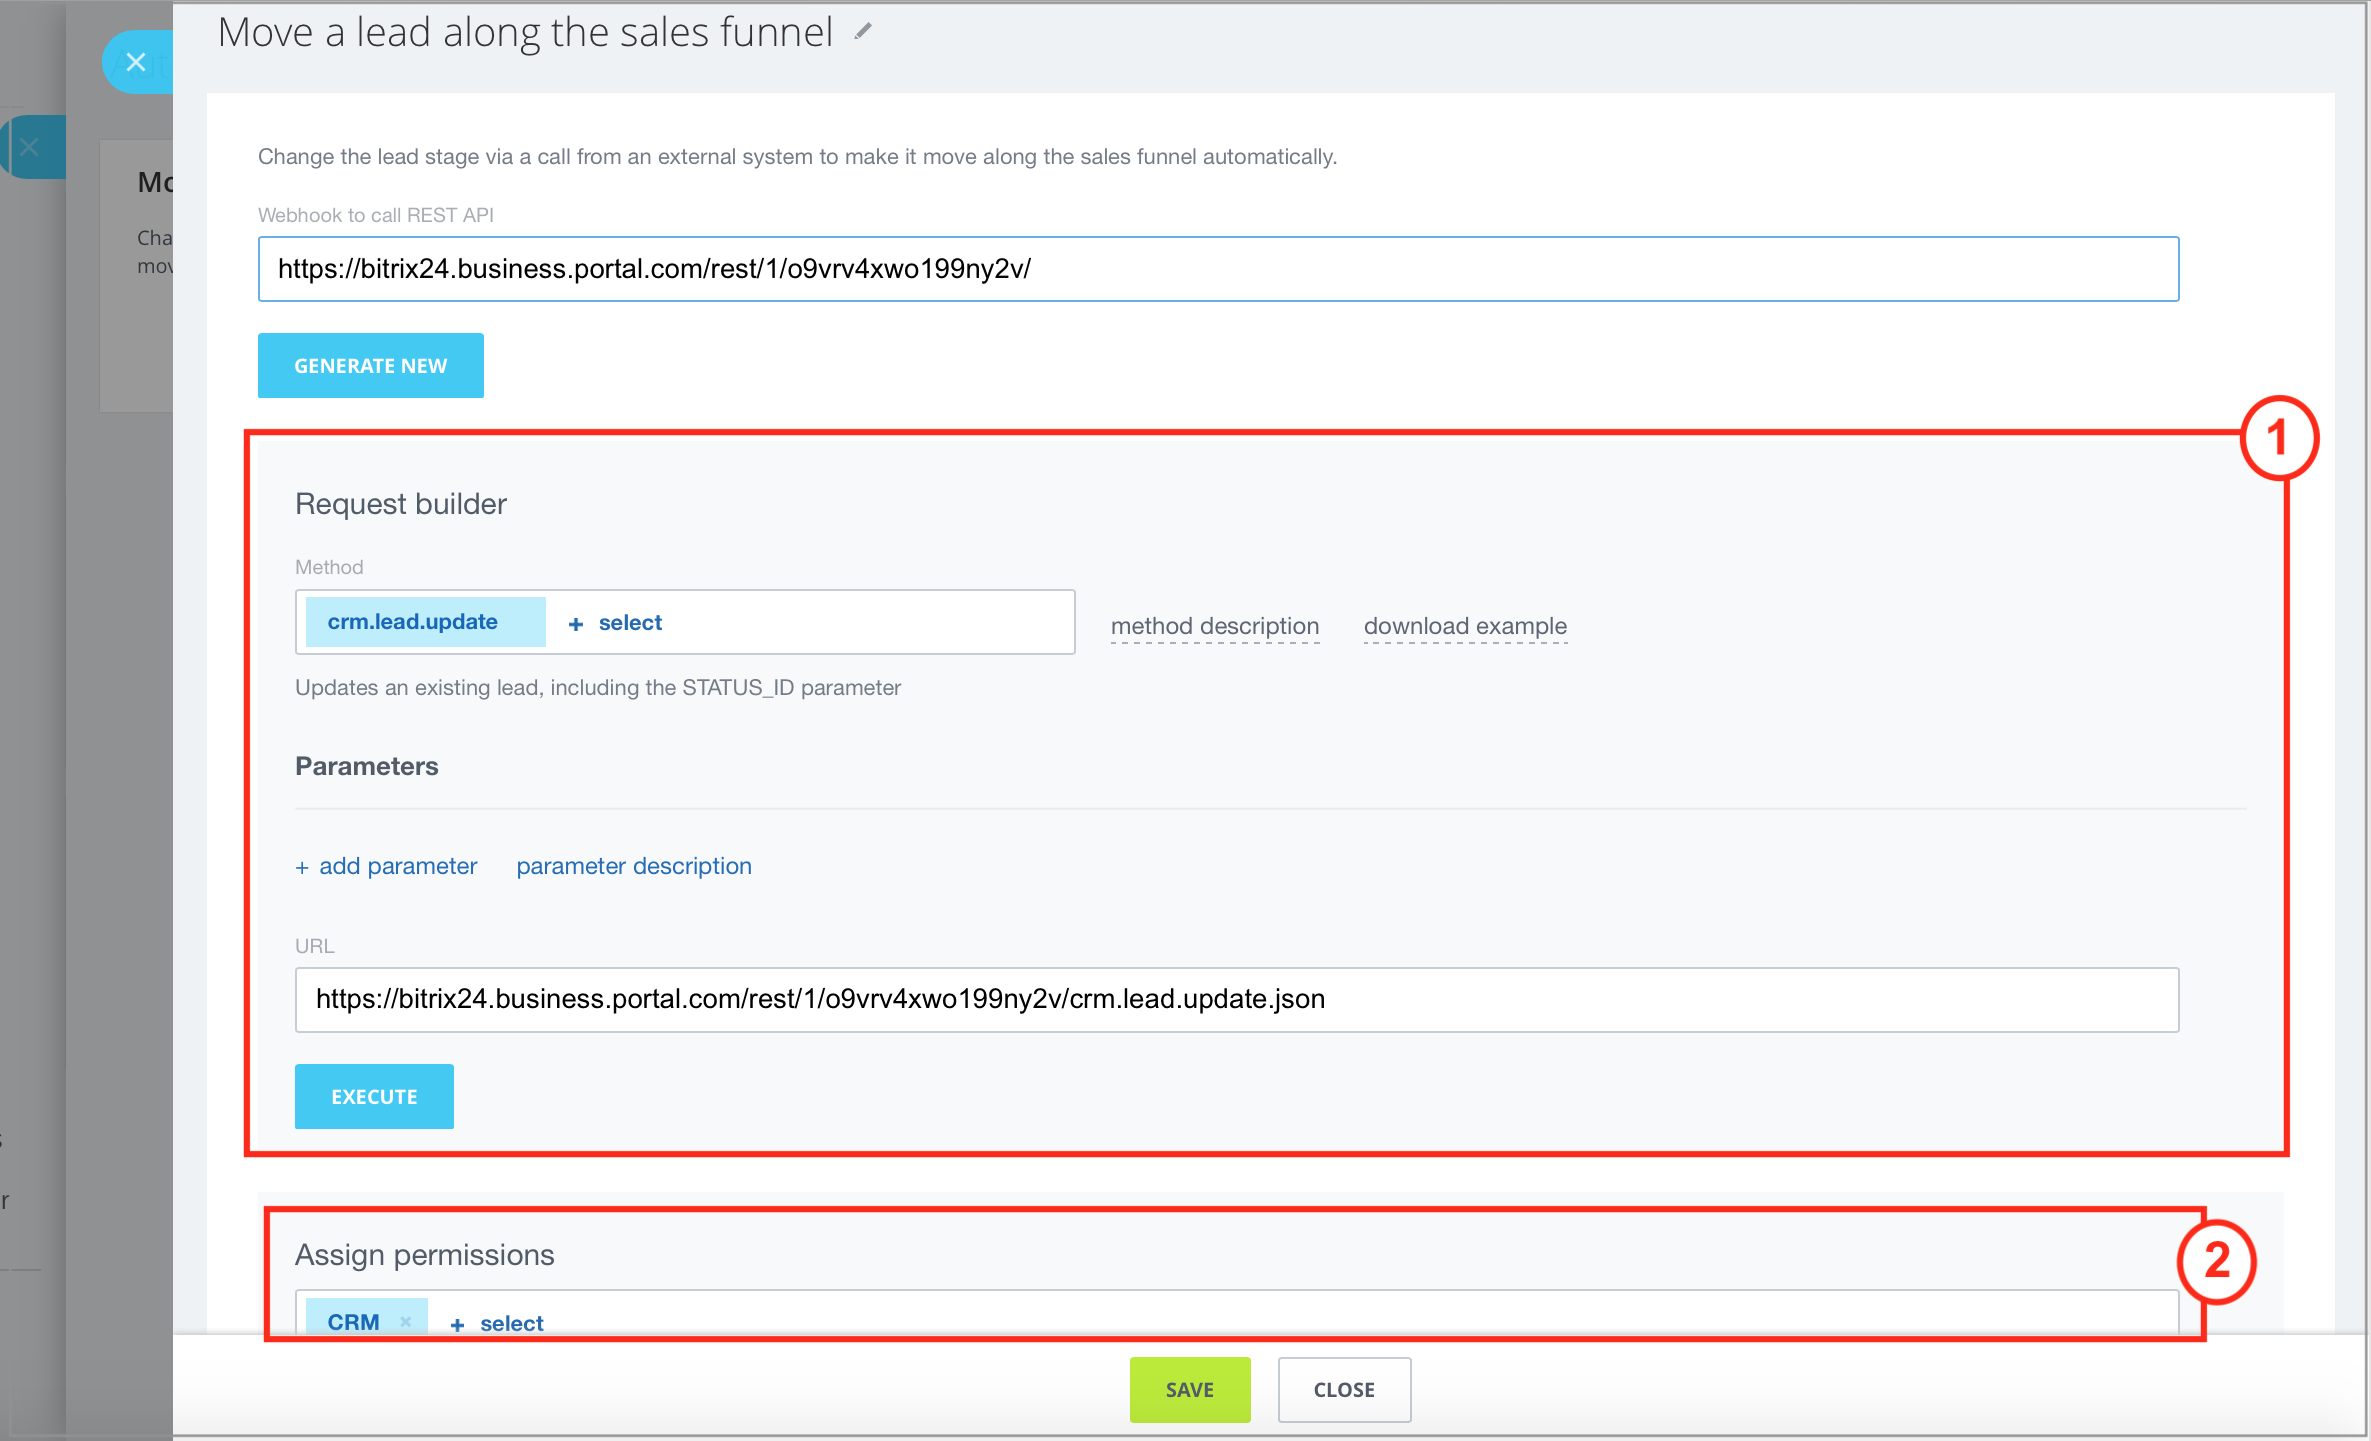 Move a lead along the sales funnel
Mo
Cha
mov
Change the lead stage via a call from an external system to make it move along the sales funnel automatically.
Webhook to call REST API
https://bitrix24.business.portal.com/rest/1/o9vrv4xwo199ny2v/
GENERATE NEW
1
Request builder
Method
crm.lead.update + select method description download example
Updates an existing lead, including the STATUS_ID parameter
Parameters
+ add parameter parameter description
URL
https://bitrix24.business.portal.com/rest/1/o9vrv4xwo199ny2v/crm.lead.update.json
EXECUTE
r
2
Assign permissions
CRM × + select
SAVE CLOSE